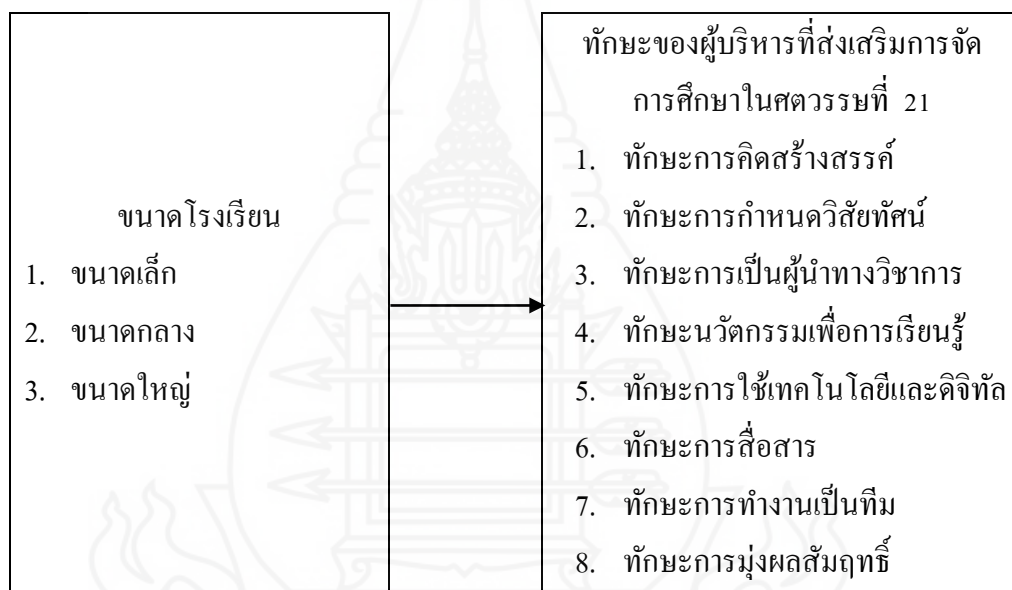 ขนาดโรงเรียน
1. ขนาดเล็ก
2. ขนาดกลาง
3. ขนาดใหญ่
ทักษะของผู้บริหารที่ส่งเสริมการจัด
การศึกษาในศตวรรษที่ 21
1. ทักษะการคิดสร้างสรรค์
2. ทักษะการกำหนดวิสัยทัศน์
3. ทักษะการเป็นผู้นำทางวิชาการ
4. ทักษะนวัตกรรมเพื่อการเรียนรู้
5. ทักษะการใช้เทคโนโลยีและดิจิทัล
6. ทักษะการสื่อสาร
7. ทักษะการทำงานเป็นทีม
8. ทักษะการมุ่งผลสัมฤทธิ์